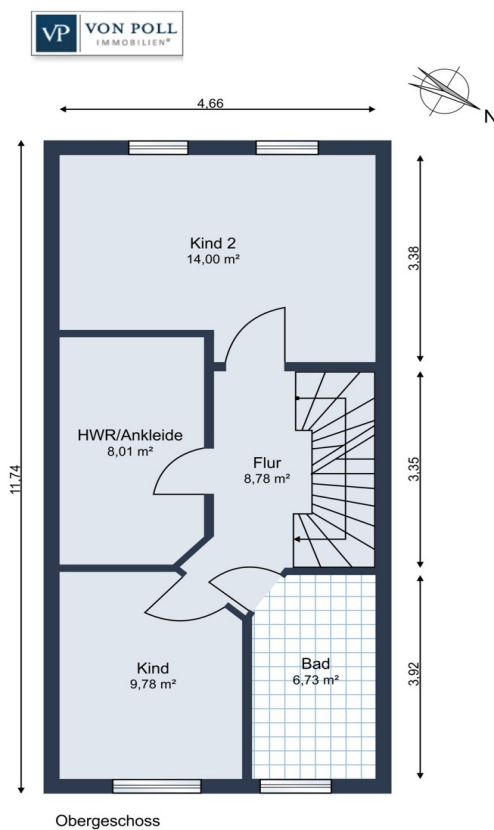 VP VON POLL
IMMOBILIEN®
4,66
N
Kind 2
14,00 m²
3,38
11,74
HWR/Ankleide
8,01 m²
Flur
8,78 m²
3,35
Kind
9,78 m²
Bad
6,73 m²
3,92
Obergeschoss